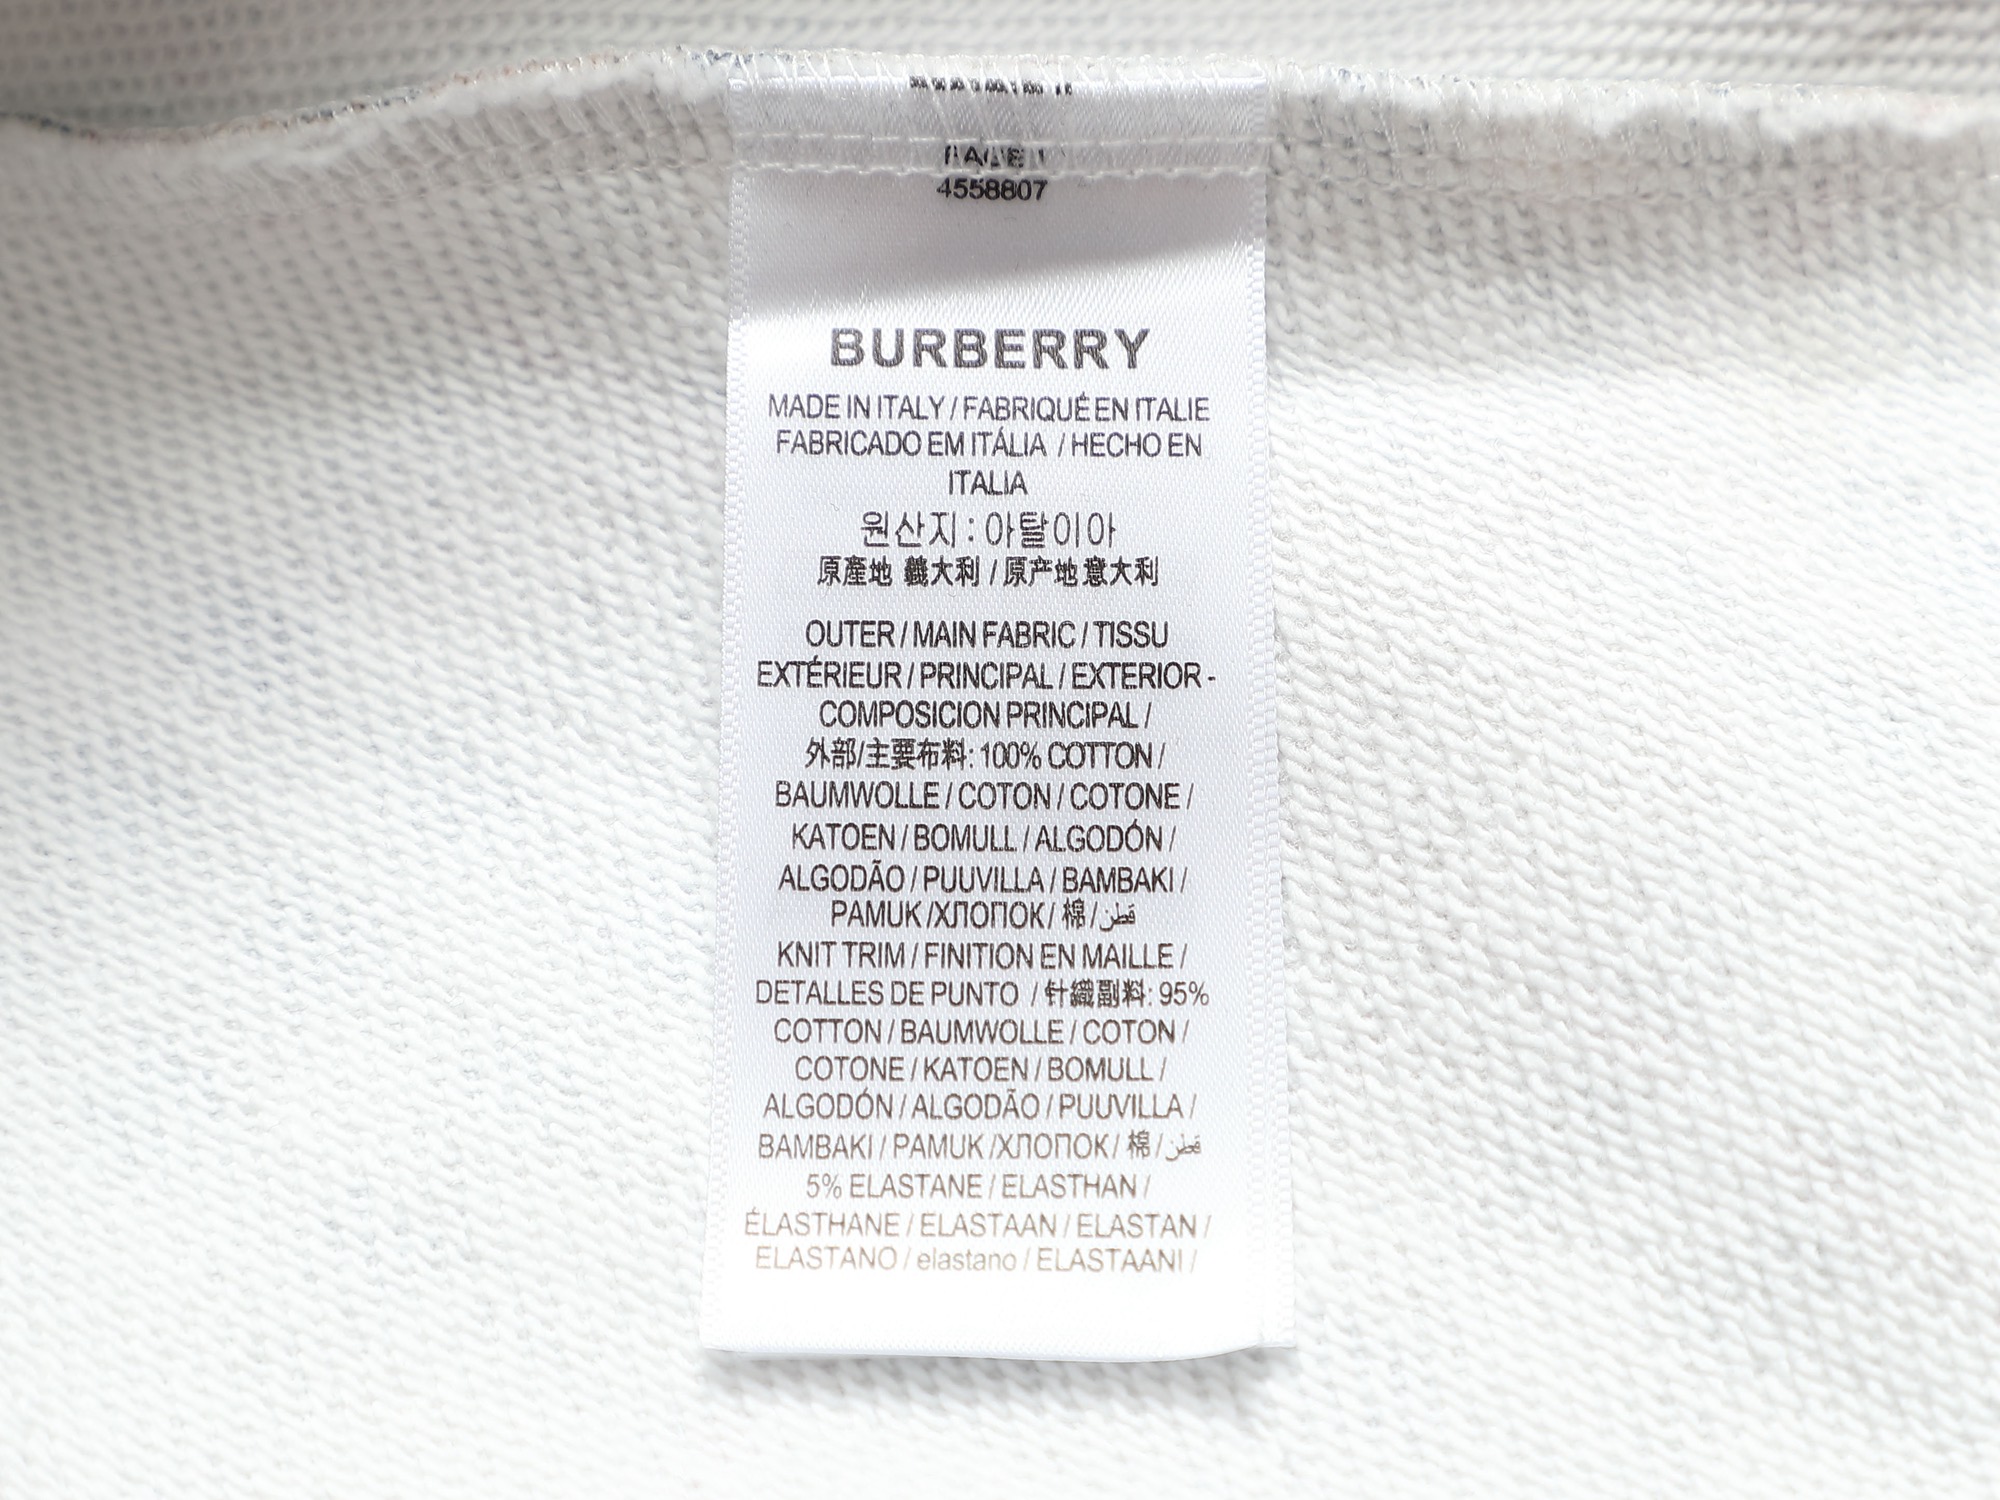 PAGE 1
4558807
BURBERRY
MADE IN ITALY / FABRIQUÉ EN ITALIE
FABRICADO EM ITÁLIA / HECHO EN
ITALIA
원산지 : 아탈이아
原產地 義大利 / 原产地 意大利
OUTER / MAIN FABRIC / TISSU
EXTÉRIEUR / PRINCIPAL / EXTERIOR -
COMPOSICION PRINCIPAL /
外部/主要布料: 100% COTTON /
BAUMWOLLE / COTON / COTONE /
KATOEN / BOMULL / ALGODÓN /
ALGODÃO / PUUVILLA / BAMBAKI /
PAMUK /ХЛОПОК/ 棉 / قطن
KNIT TRIM / FINITION EN MAILLE /
DETALLES DE PUNTO / 针織副料: 95%
COTTON / BAUMWOLLE / COTON /
COTONE / KATOEN / BOMULL /
ALGODÓN / ALGODÃO / PUUVILLA /
BAMBAKI / PAMUK /ХЛОПОК/ 棉 / قطن
5% ELASTANE / ELASTHAN /
ÉLASTHANE / ELASTAAN / ELASTAN /
ELASTANO / elastano / ELASTAANI /